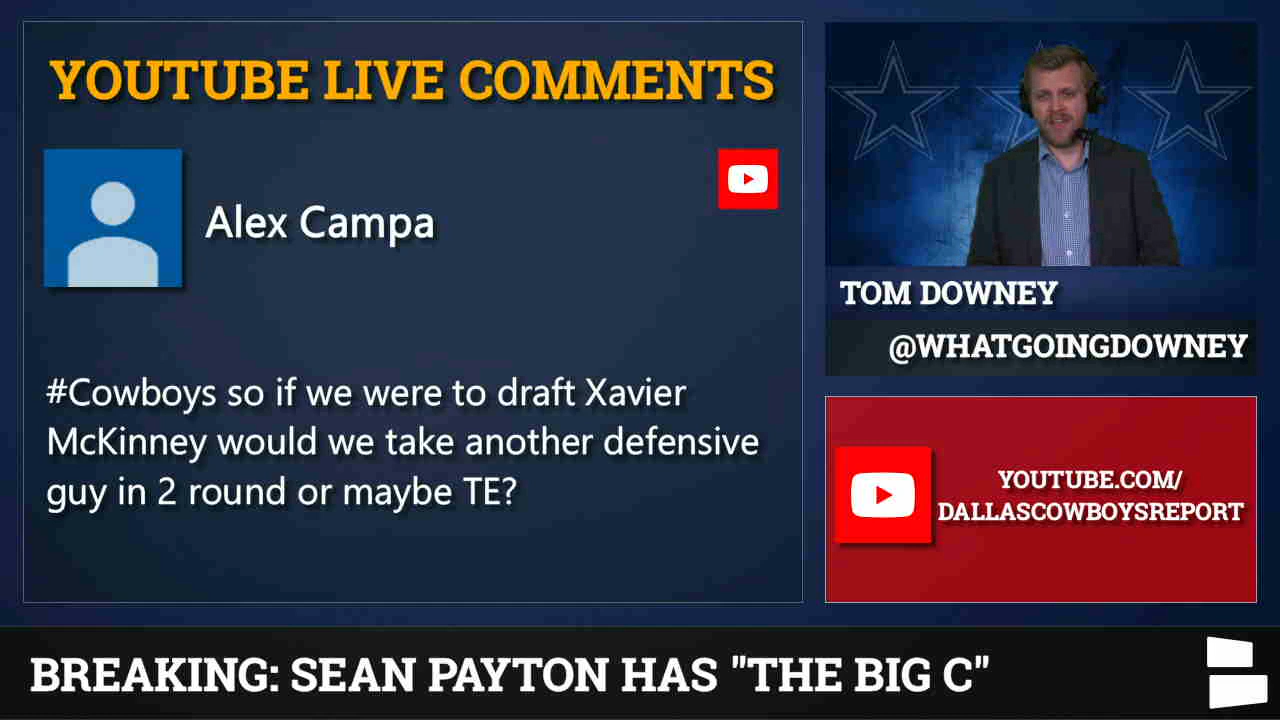 YOUTUBE LIVE COMMENTS
Alex Campa
#Cowboys so if we were to draft Xavier
McKinney would we take another defensive
guy in 2 round or maybe TE?
TOM DOWNEY
@WHATGOINGDOWNEY
YOUTUBE.COM/
DALLASCOWBOYSREPORT
BREAKING: SEAN PAYTON HAS "THE BIG C"